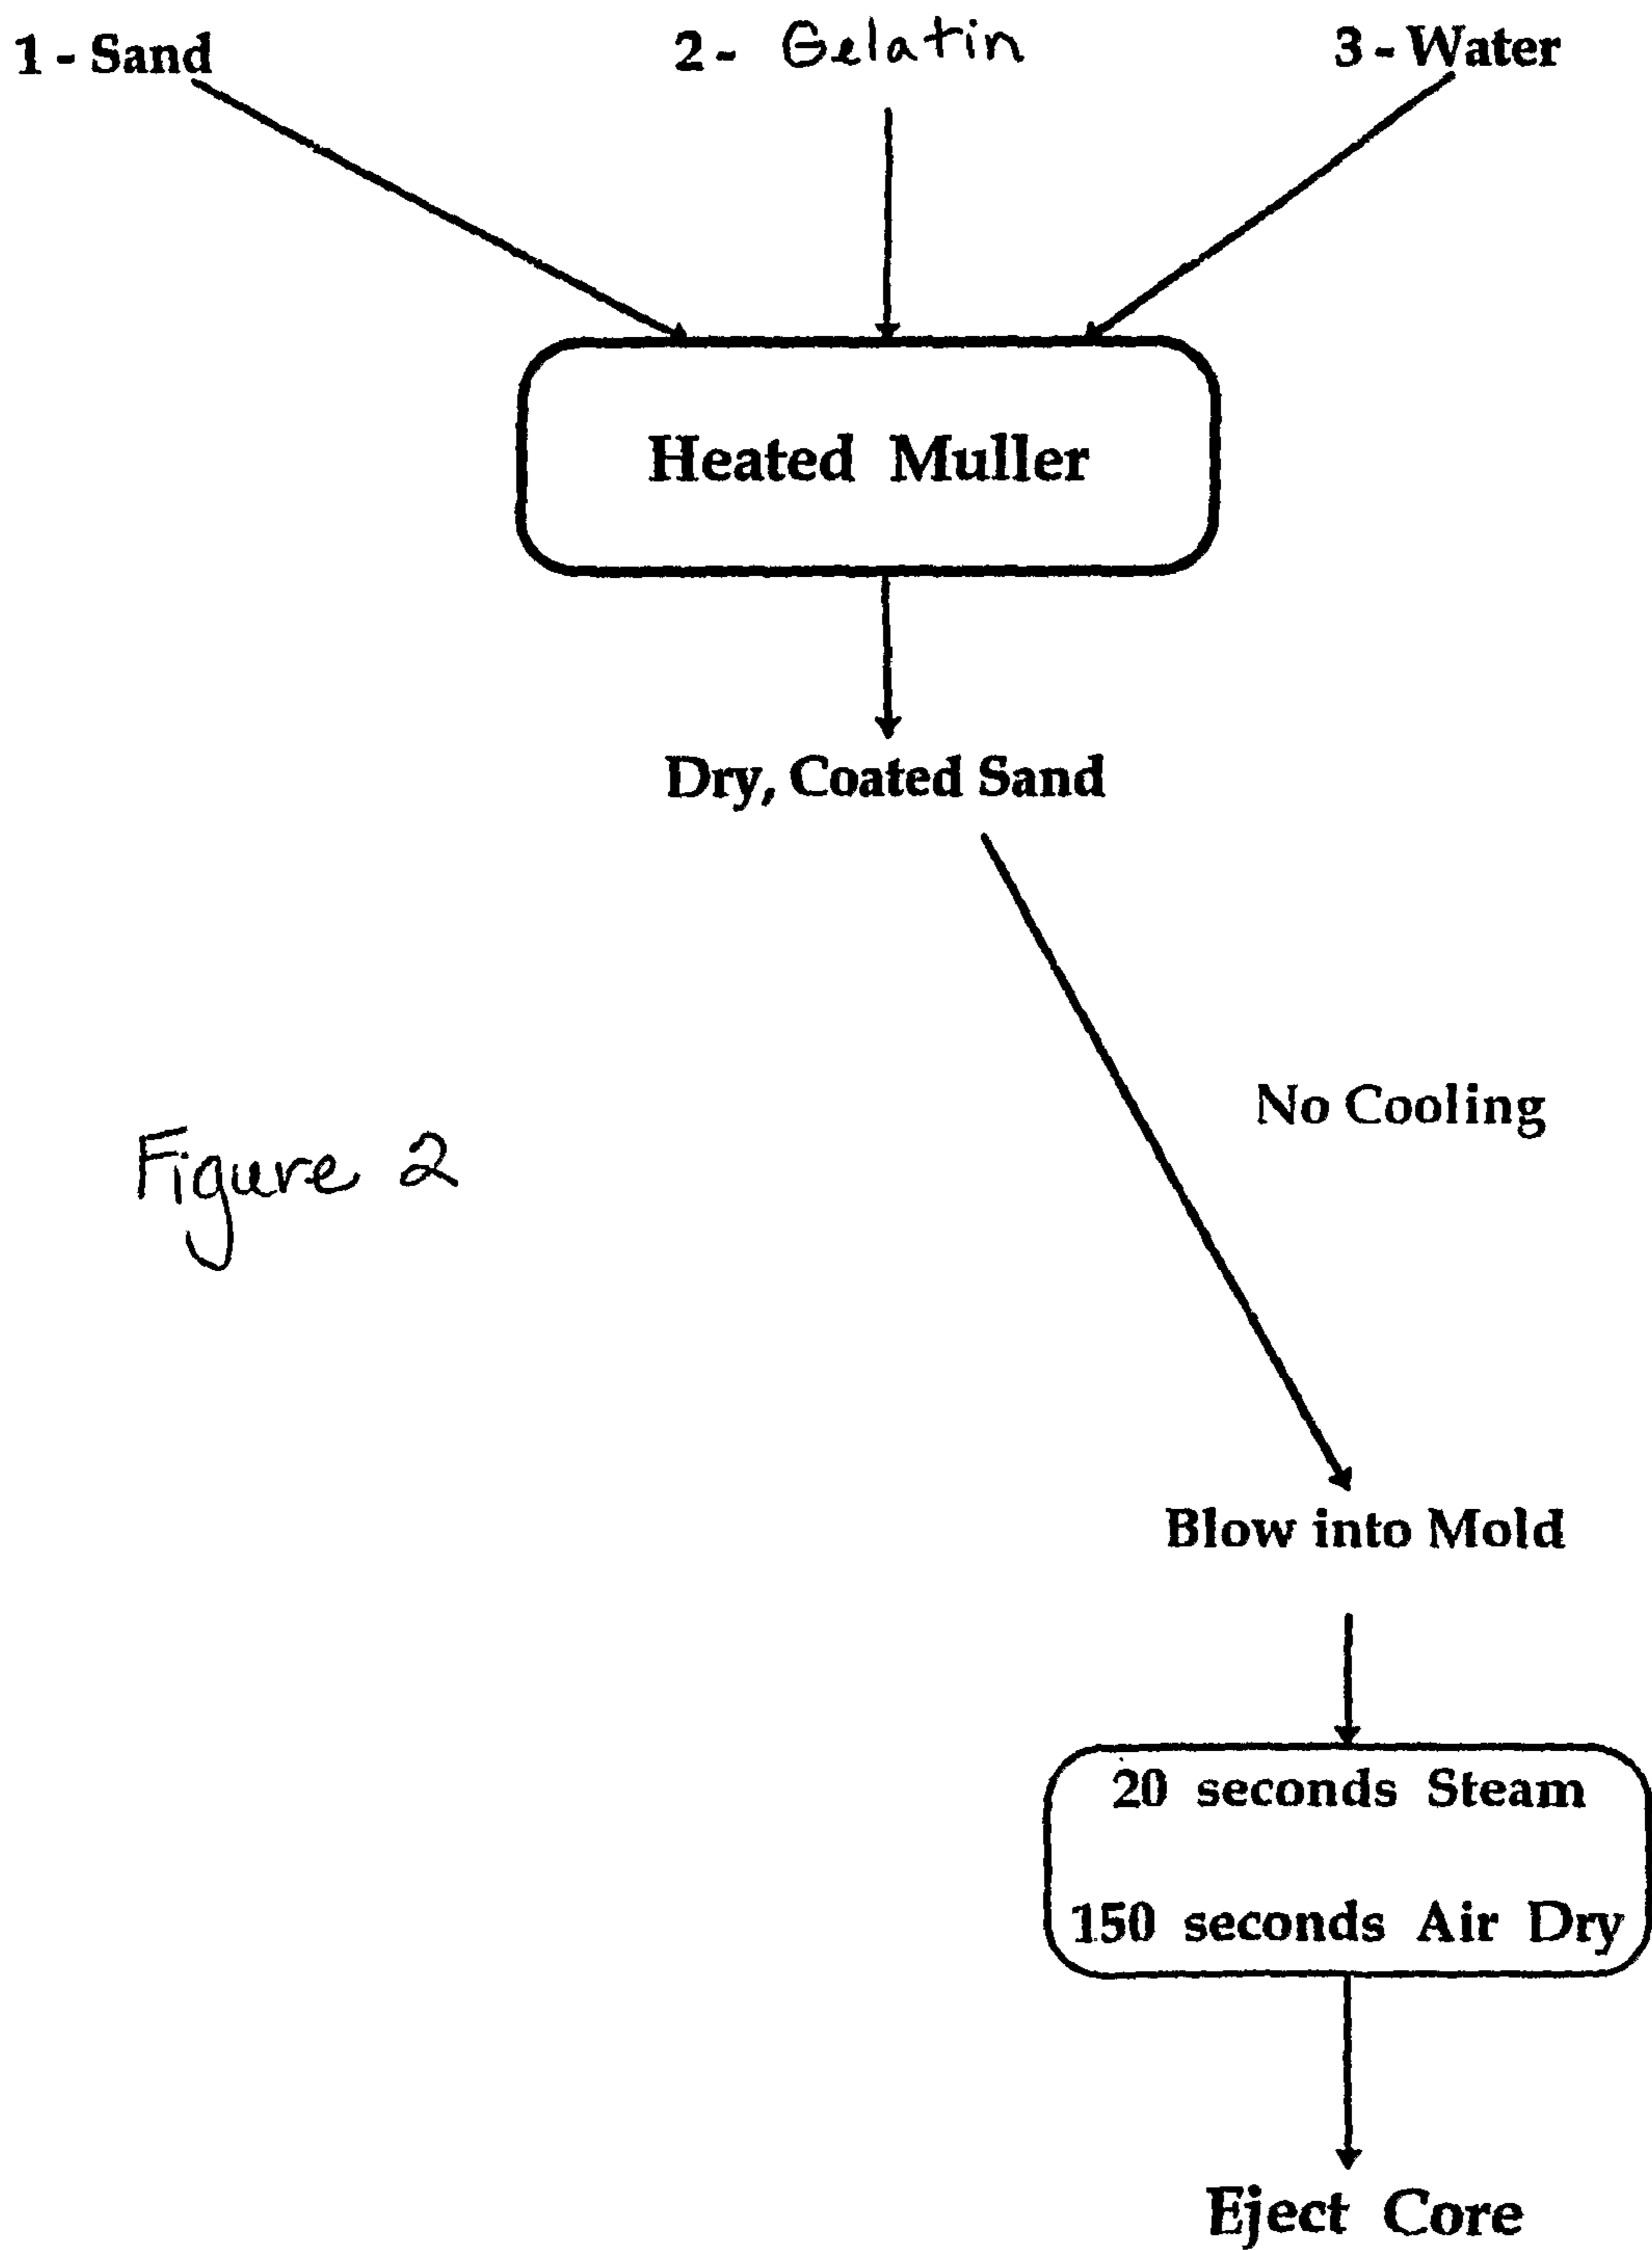 1 - Sand
2 - Gelatin
3 - Water
Heated Muller
Dry, Coated Sand
No Cooling
Figure 2
Blow into Mold
20 seconds Steam
150 seconds Air Dry
Eject Core